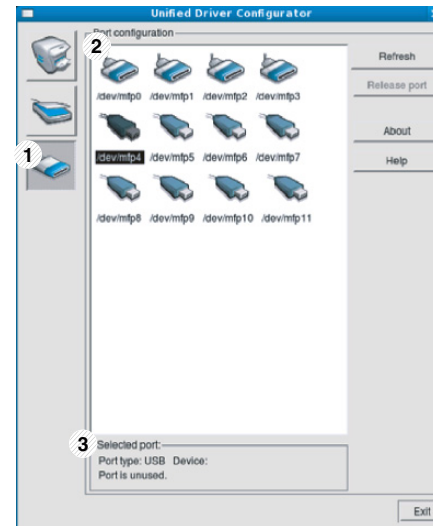 Unified Driver Configurator
Port configuration
2
/dev/mfp0 /dev/mfp1 /dev/mfp2 /dev/mfp3
/dev/mfp4 /dev/mfp5 /dev/mfp6 /dev/mfp7
/dev/mfp8 /dev/mfp9 /dev/mfp10 /dev/mfp11
Refresh
Release port
About
Help
1
3
Selected port:
Port type: USB Device:
Port is unused.
Exit